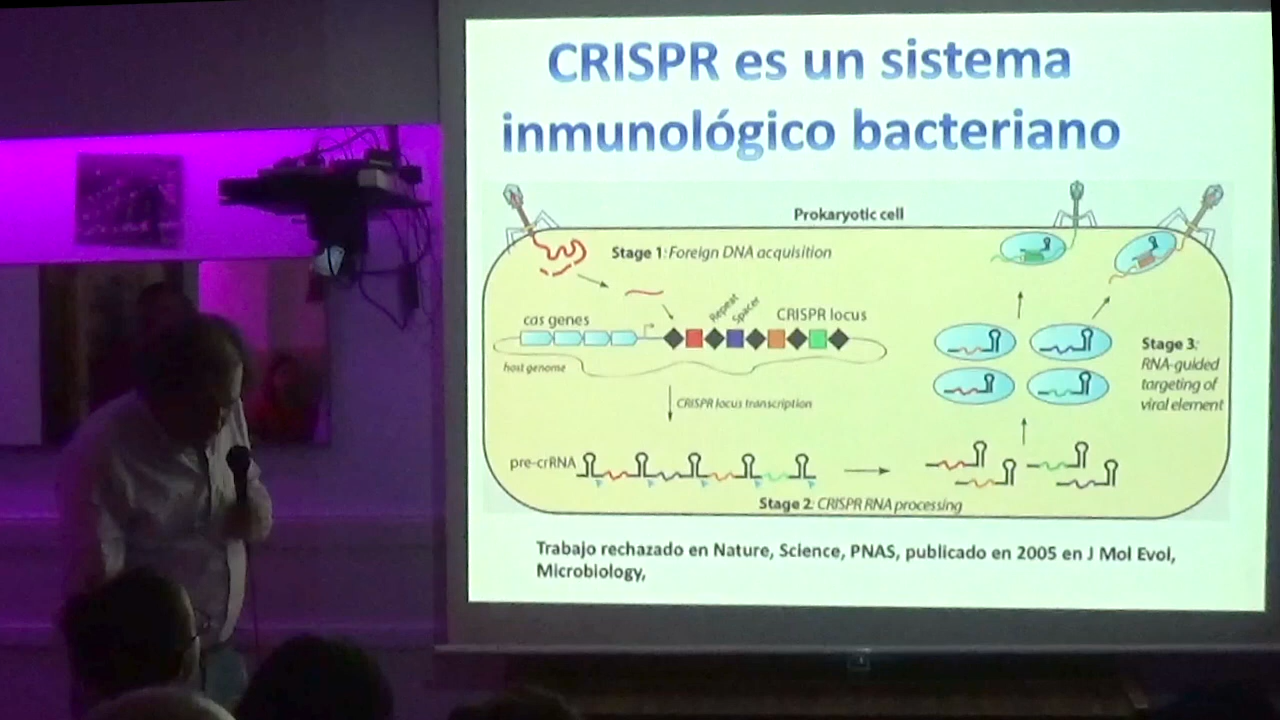 CRISPR es un sistema
inmunológico bacteriano
Prokaryotic cell
Stage 1: Foreign DNA acquisition
cas genes
Repeat
Spacer
CRISPR locus
host genome
CRISPR locus transcription
Stage 3:
RNA-guided
targeting of
viral element
pre-crRNA
Stage 2: CRISPR RNA processing
Trabajo rechazado en Nature, Science, PNAS, publicado en 2005 en J Mol Evol,
Microbiology,